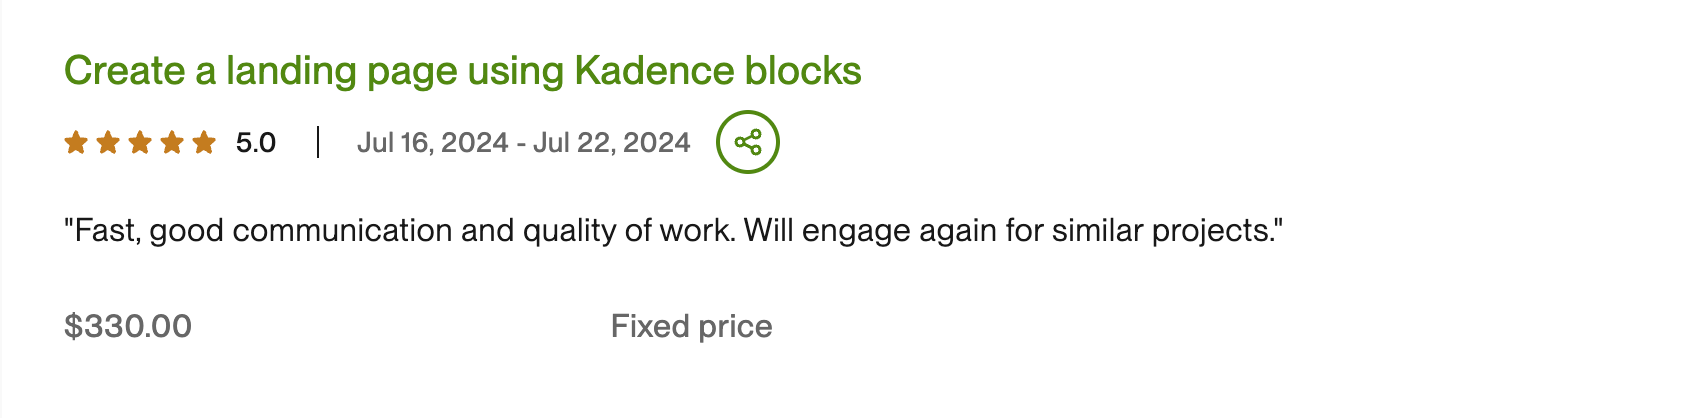 Create a landing page using Kadence blocks
5.0 | Jul 16, 2024 - Jul 22, 2024
"Fast, good communication and quality of work. Will engage again for similar projects."
$330.00 Fixed price